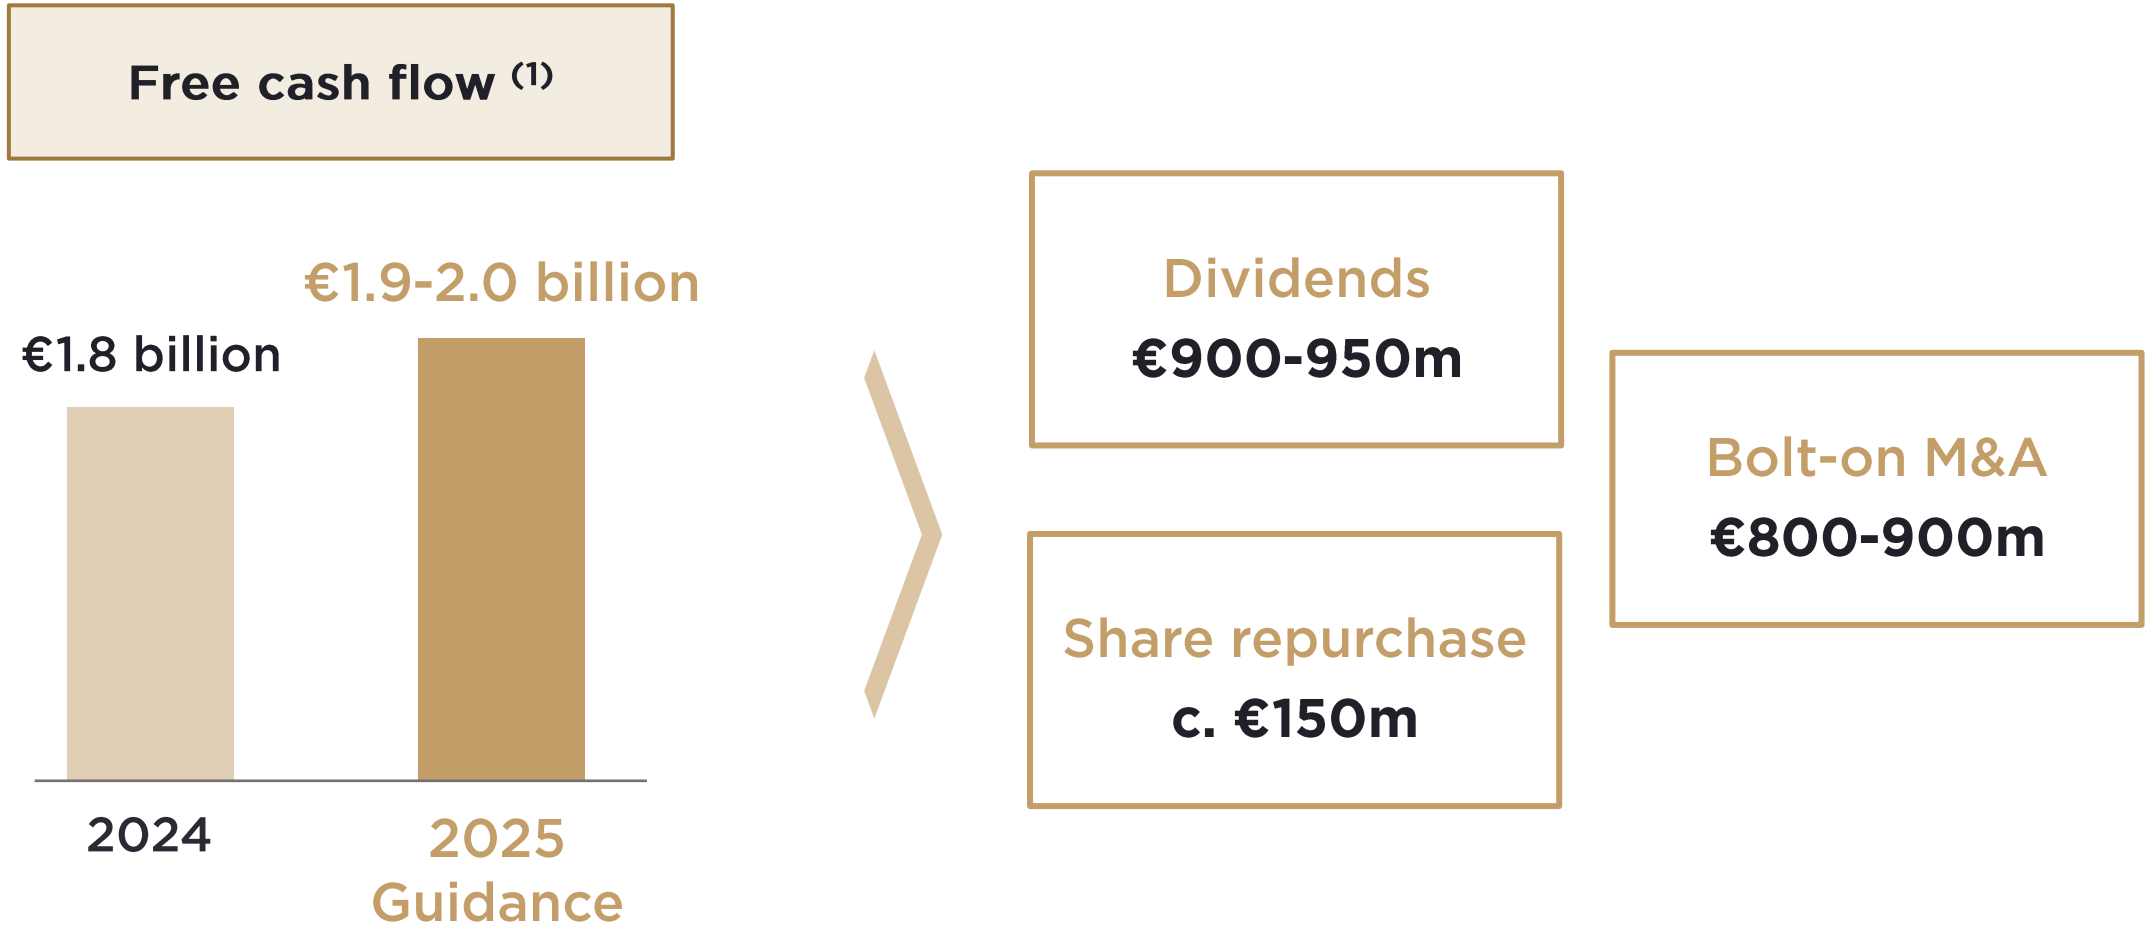 Free cash flow (1)
€1.9-2.0 billion
€1.8 billion
2024
2025
Guidance
Dividends
€900-950m
Share repurchase
c. €150m
Bolt-on M&A
€800-900m